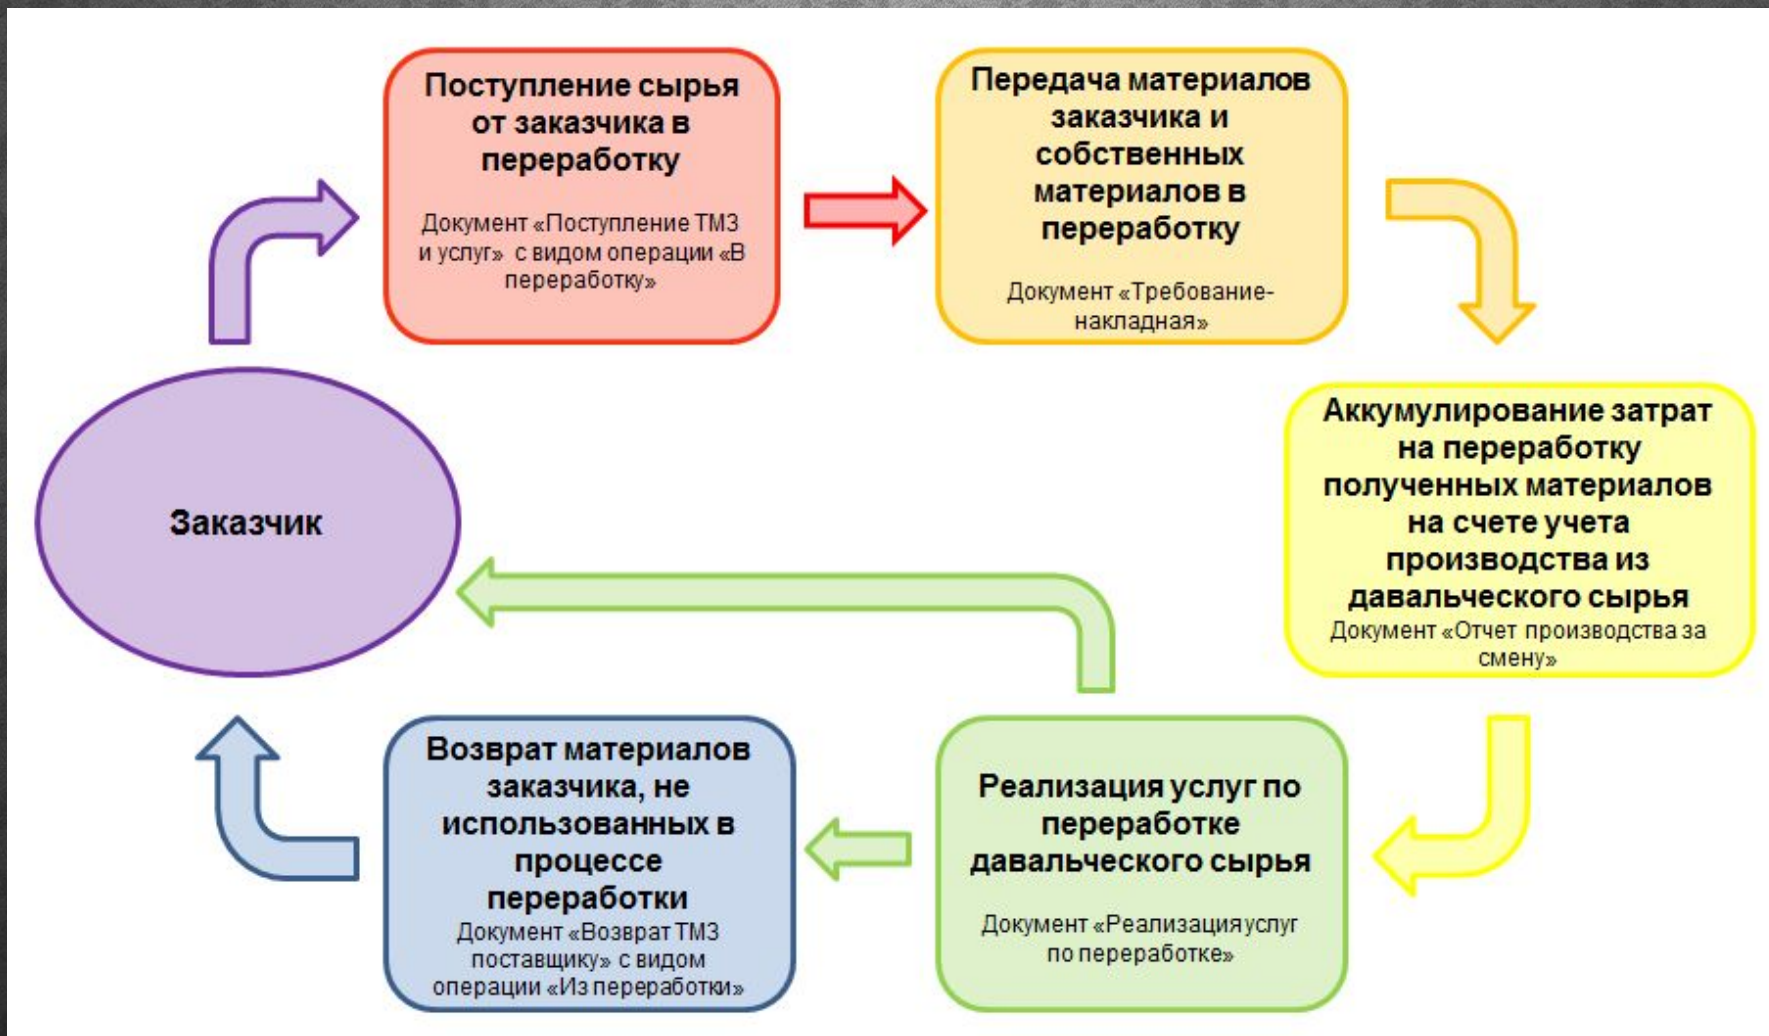 Поступление сырья
от заказчика в
переработку
Документ «Поступление ТМЗ
и услуг» с видом операции «В
переработку»
Передача материалов
заказчика и
собственных
материалов в
переработку
Документ «Требование-
накладная»
Аккумулирование затрат
на переработку
полученных материалов
на счете учета
производства из
давальческого сырья
Документ «Отчет производства за
смену»
Реализация услуг по
переработке
давальческого сырья
Документ «Реализация услуг
по переработке»
Возврат материалов
заказчика, не
использованных в
процессе
переработки
Документ «Возврат ТМЗ
поставщику» с видом
операции «Из переработки»
Заказчик